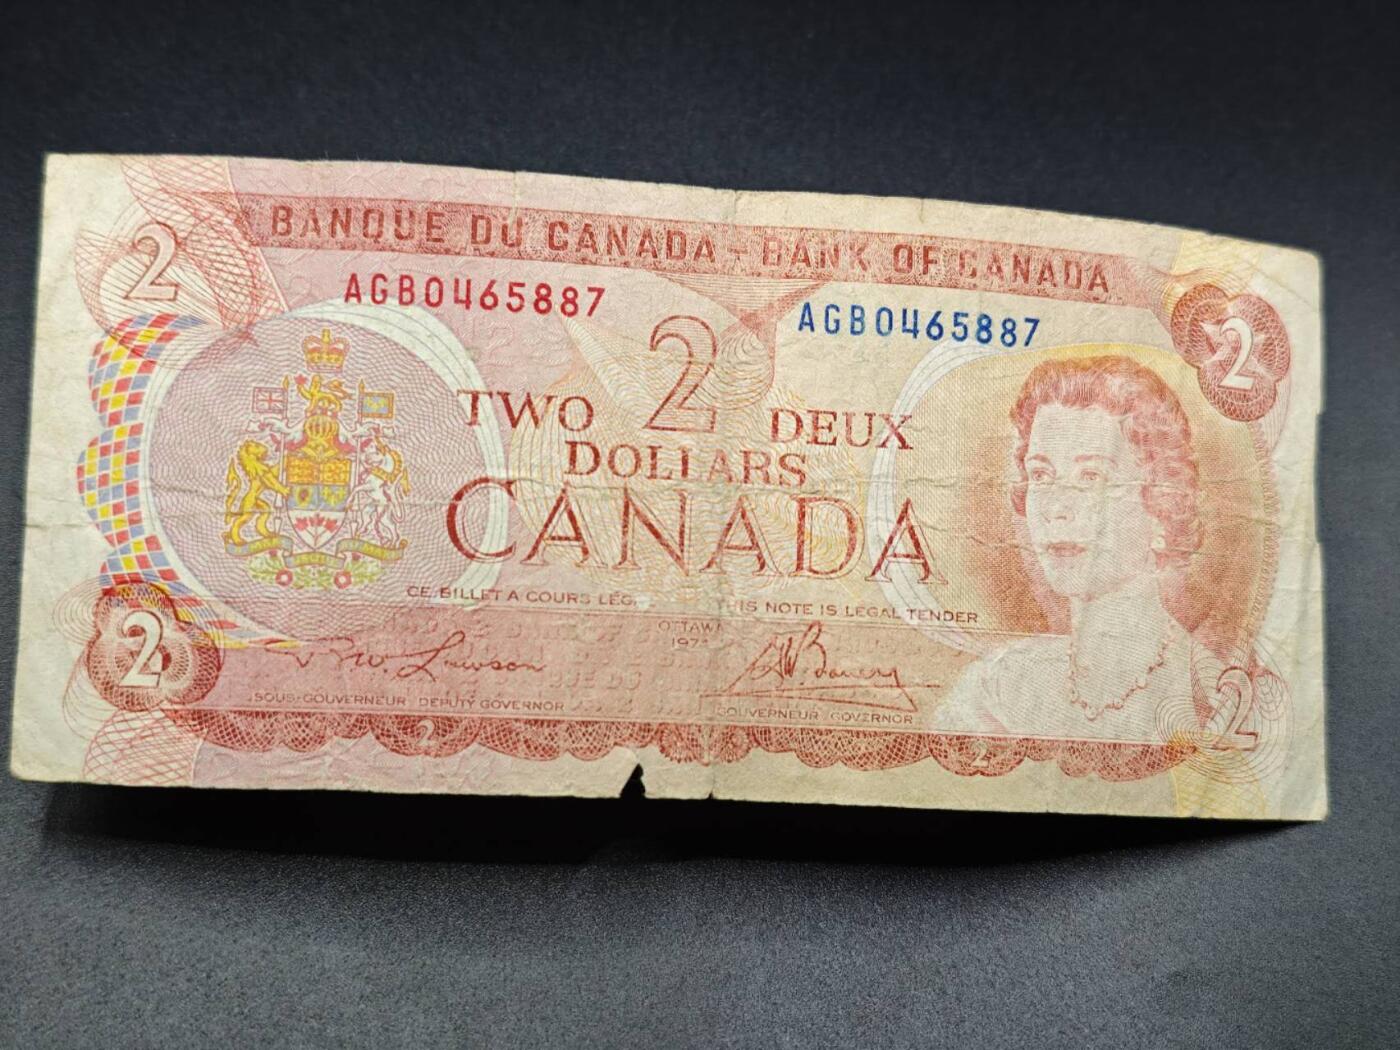 2
BANQUE DU CANADA - BANK OF CANADA
AGB0465887
AGB0465887
2
2
TWO
DEUX
DOLLARS
CANADA
CE BILLET A COURS LÉG
THIS NOTE IS LEGAL TENDER
OTTAWA
2
SOUS-GOUVERNEUR DEPUTY GOVERNOR
GOUVERNEUR GOVERNOR
2
2
2